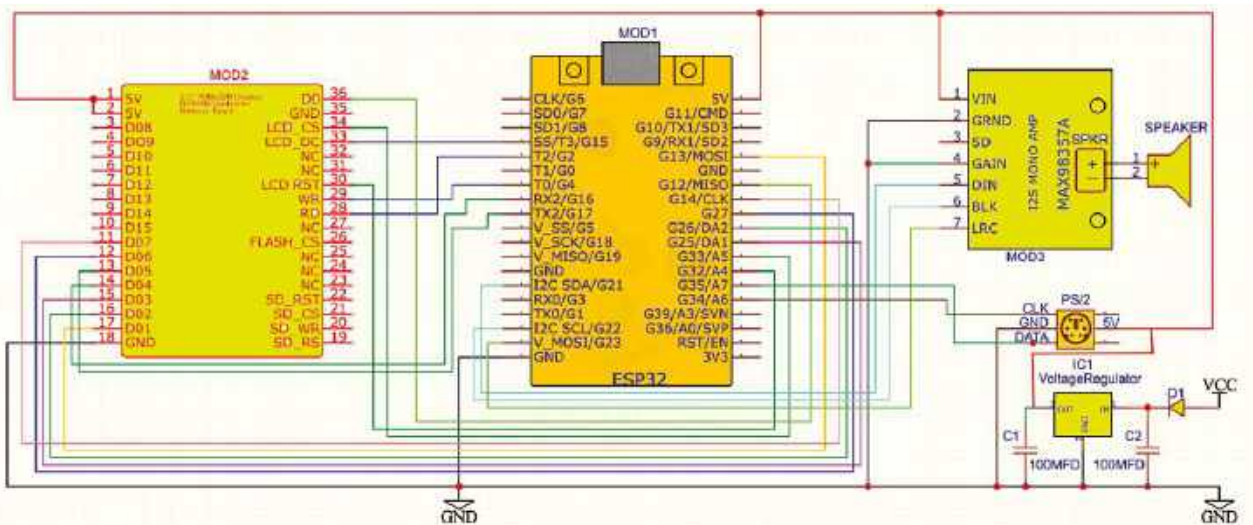 MOD1
MOD2
1 5V D0 36
2 5V GND 35
3 D08 LCD_CS 34
4 D09 LCD_DC 33
5 D10 NC 32
6 D11 NC 31
7 D12 LCD RST 30
8 D13 WR 29
9 D14 RD 28
10 D15 NC 27
11 D07 FLASH_CS 26
12 D06 NC 25
13 D05 NC 24
14 D04 NC 23
15 D03 SD_RST 22
16 D02 SD_CS 21
17 D01 SD_WR 20
18 GND SD_RS 19
CLK/G6 5V
SD0/G7 G11/CMD
SD1/G8 G10/TX1/SD3
SS/T3/G15 G9/RX1/SD2
T2/G2 G13/MOSI
T1/G0 GND
T0/G4 G12/MISO
RX2/G16 G14/CLK
TX2/G17 G27
V_SS/G5 G26/DA2
V_SCK/G18 G25/DA1
V_MISO/G19 G33/A5
GND G32/A4
I2C SDA/G21 G35/A7
RX0/G3 G34/A6
TX0/G1 G39/A3/SVN
I2C SCL/G22 G36/A0/SVP
V_MOSI/G23 RST/EN
GND 3V3
ESP32
1 VIN
2 GRND
3 SD
4 GAIN
5 DIN
6 BLK
7 LRC
I2S MONO AMP
MAX98357A
SPKR
+
-
1
2
+
SPEAKER
MOD3
PS/2
CLK
GND 5V
DATA
IC1
VoltageRegulator
OUT IN
GND
D1
VCC
C1
100MFD
C2
100MFD
GND
GND